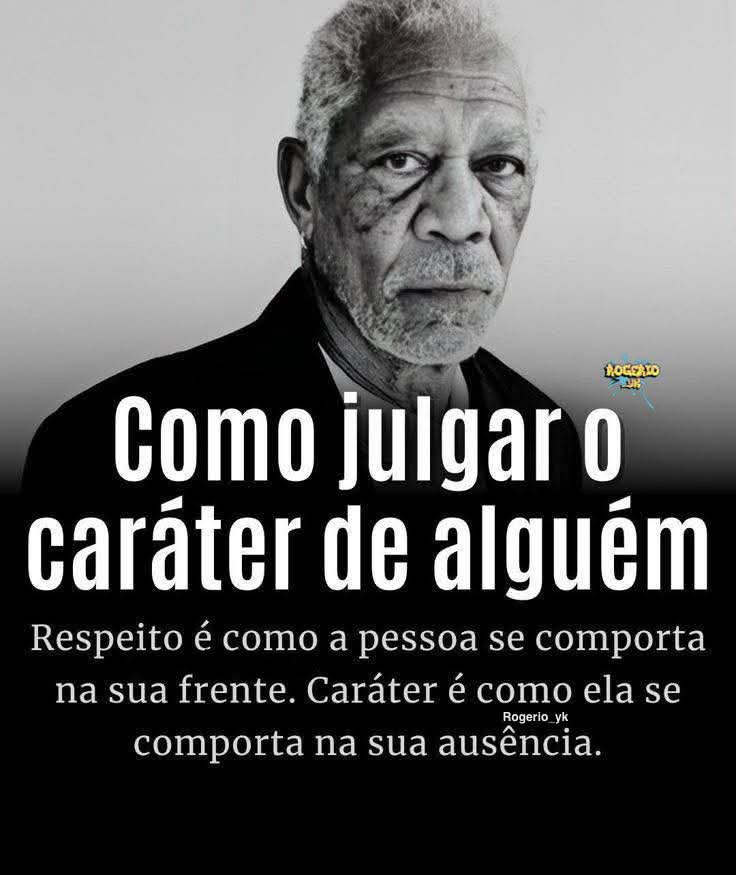 ROGERIO
_YK
Como julgar o
caráter de alguém
Respeito é como a pessoa se comporta
na sua frente. Caráter é como ela se
Rogerio_yk
comporta na sua ausência.